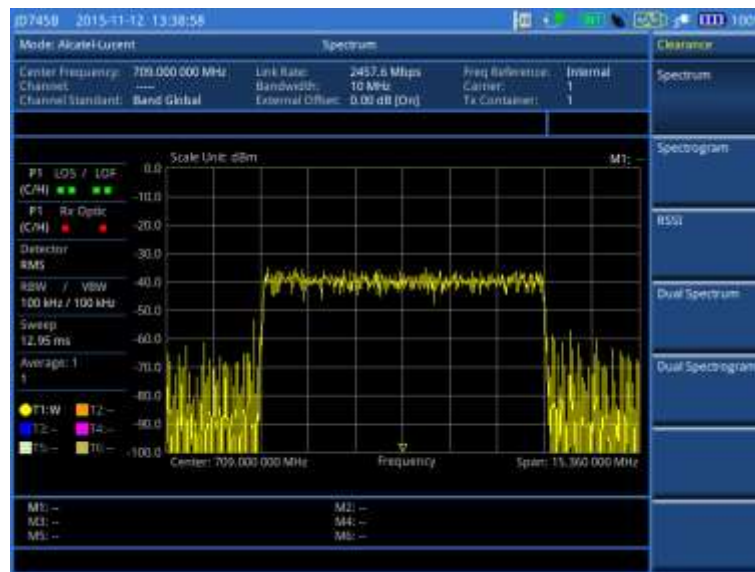 JD745B 2015-11-12 13:38:58 INT 100
Mode: Alcatel-Lucent Spectrum
Clearance
Center Frequency: 709.000 000 MHz Link Rate: 2457.6 Mbps Freq Reference: Internal
Channel: ---- Bandwidth: 10 MHz Carrier: 1
Channel Standard: Band Global External Offset: 0.00 dB [On] Tx Container: 1
Spectrum
Spectrogram
RSSI
Dual Spectrum
Dual Spectrogram
Scale Unit: dBm M1: --
P1 LOS / LOF
(C/H)
P1 Rx Optic
(C/H)
Detector
RMS
RBW / VBW
100 kHz / 100 kHz
Sweep
12.95 ms
Average: 1
1
T1:W T2:--
T3:-- T4:--
T5:-- T6:--
0.0
-10.0
-20.0
-30.0
-40.0
-50.0
-60.0
-70.0
-80.0
-90.0
-100.0
Center: 709.000 000 MHz Frequency Span: 15.360 000 MHz
M1: -- M2: --
M3: -- M4: --
M5: -- M6: --